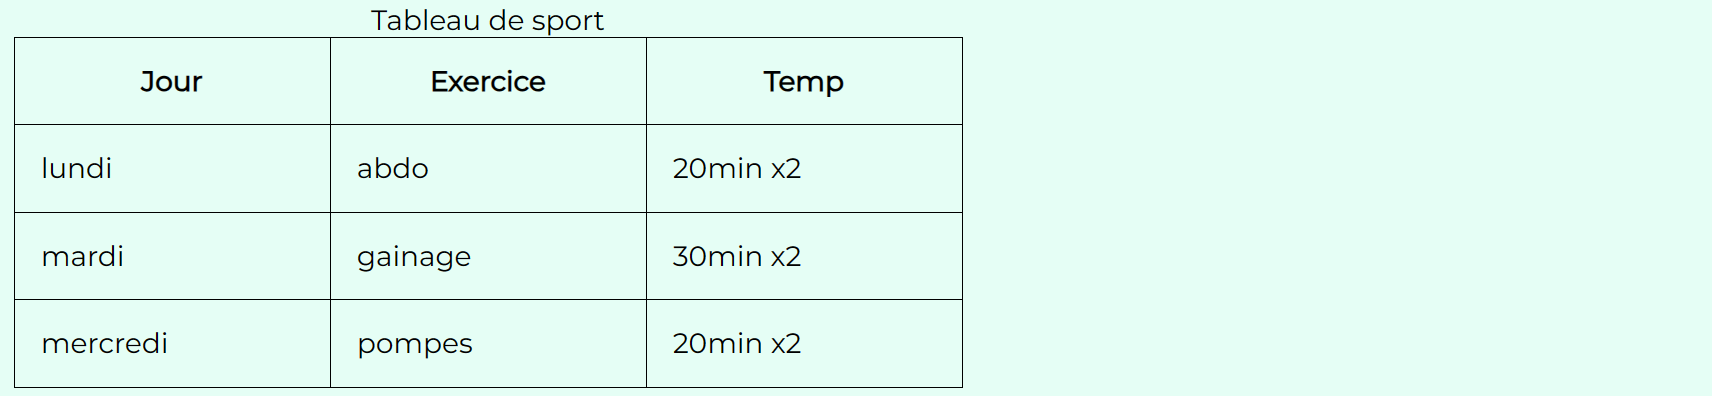 Tableau de sport
Jour Exercice Temp
lundi abdo 20min x2
mardi gainage 30min x2
mercredi pompes 20min x2